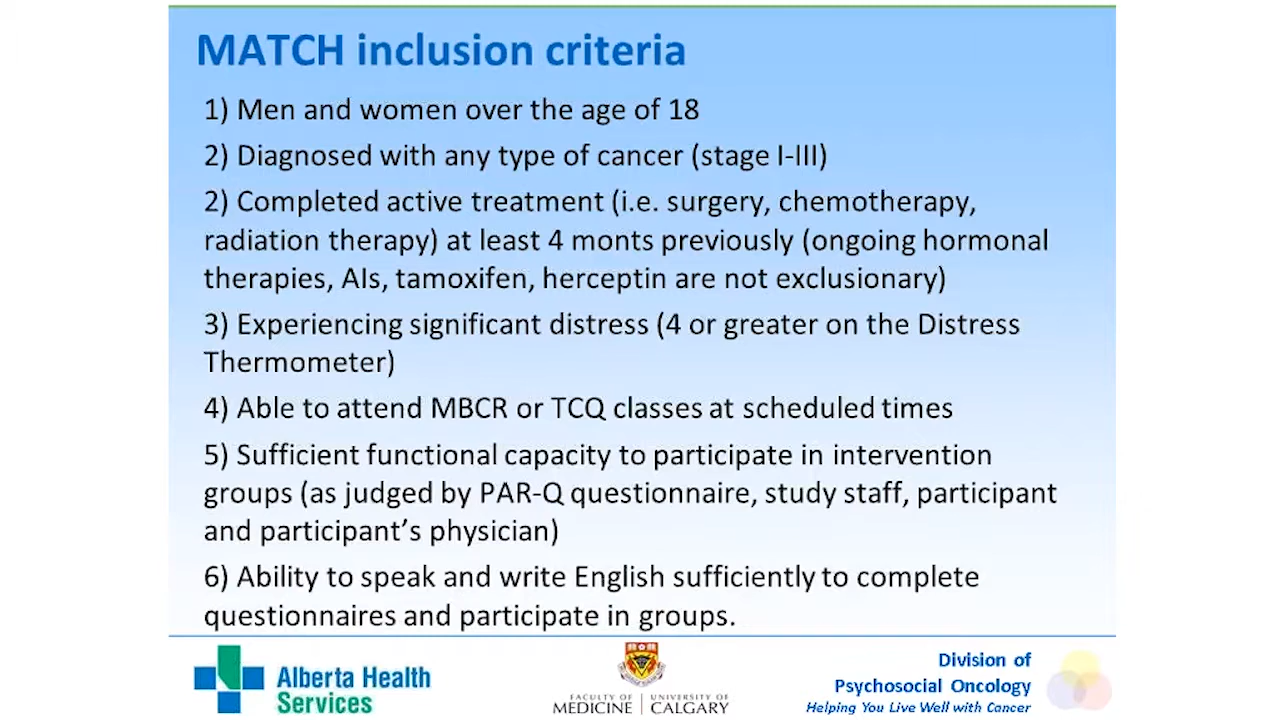 MATCH inclusion criteria
1) Men and women over the age of 18
2) Diagnosed with any type of cancer (stage I-III)
2) Completed active treatment (i.e. surgery, chemotherapy,
radiation therapy) at least 4 monts previously (ongoing hormonal
therapies, AIs, tamoxifen, herceptin are not exclusionary)
3) Experiencing significant distress (4 or greater on the Distress
Thermometer)
4) Able to attend MBCR or TCQ classes at scheduled times
5) Sufficient functional capacity to participate in intervention
groups (as judged by PAR-Q questionnaire, study staff, participant
and participant’s physician)
6) Ability to speak and write English sufficiently to complete
questionnaires and participate in groups.
Alberta Health
Services
FACULTY OF
MEDICINE
UNIVERSITY OF
CALGARY
Division of
Psychosocial Oncology
Helping You Live Well with Cancer